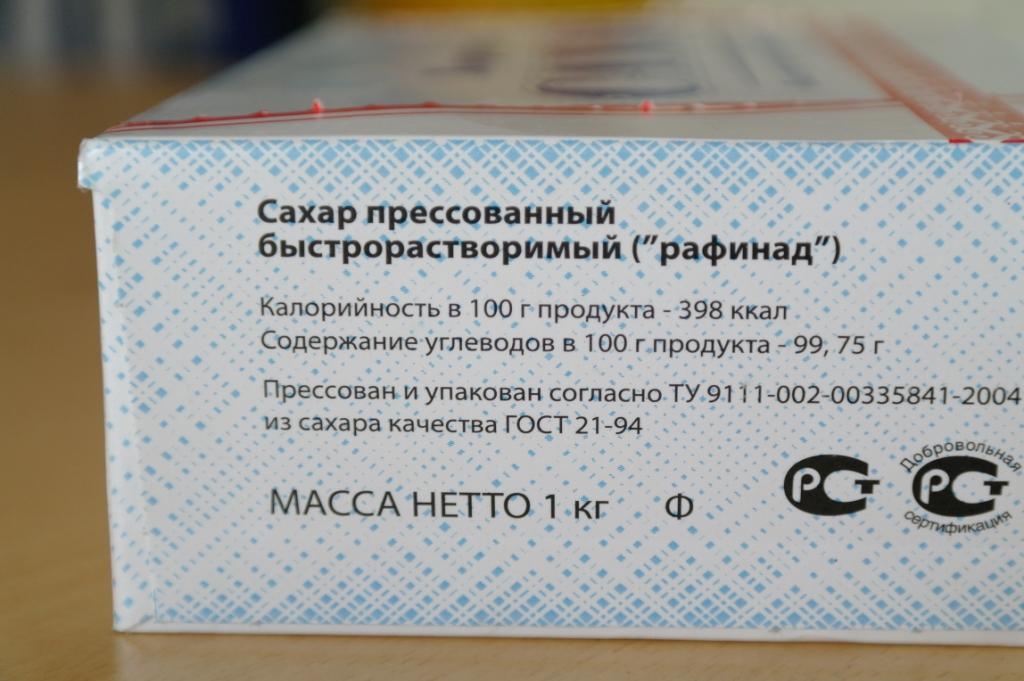 Сахар прессованный
быстрорастворимый ("рафинад")
Калорийность в 100 г продукта - 398 ккал
Содержание углеводов в 100 г продукта - 99, 75 г
Прессован и упакован согласно ТУ 9111-002-00335841-2004
из сахара качества ГОСТ 21-94
МАССА НЕТТО 1 кг Ф
РСТ
Добровольная
РСТ
сертификация